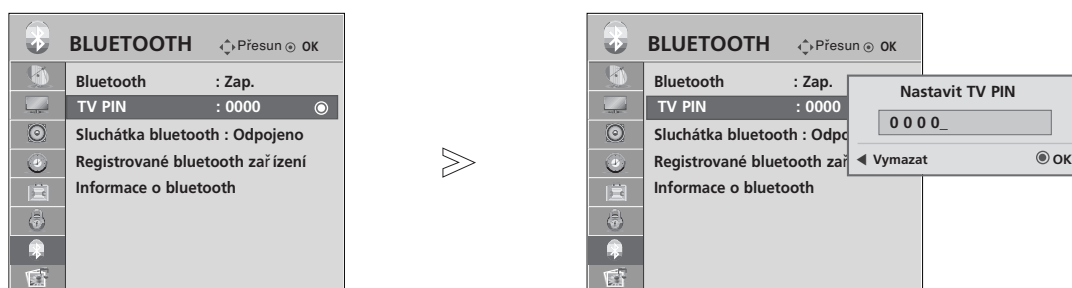 BLUETOOTH Přesun OK
Bluetooth : Zap.
TV PIN : 0000
Sluchátka bluetooth : Odpojeno
Registrované bluetooth zařízení
Informace o bluetooth
BLUETOOTH Přesun OK
Bluetooth : Zap.
TV PIN : 0000
Sluchátka bluetooth : Odpo
Registrované bluetooth zař
Informace o bluetooth
Nastavit TV PIN
0 0 0 0_
Vymazat OK